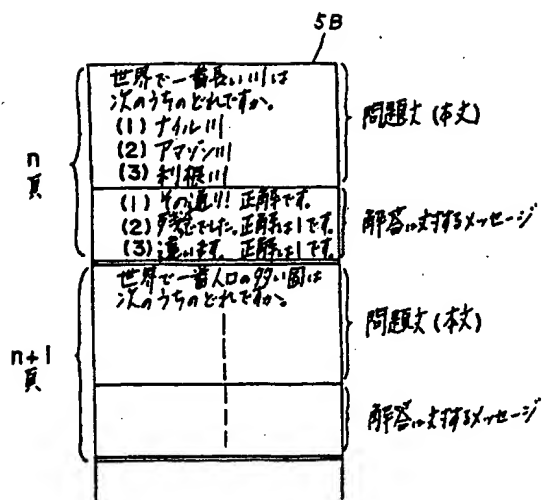 5B
世界で一番長い川は
次のうちのどれですか。
(1) ナイル川
(2) アマゾン川
(3) 利根川
問題文(本文)
n
頁
(1) その通り! 正解です。
(2) 残念でした。正解は1です。
(3) 違います。正解は1です。
解答に対するメッセージ
世界で一番人口の多い国は
次のうちのどれですか。
問題文(本文)
n+1
頁
解答に対するメッセージ